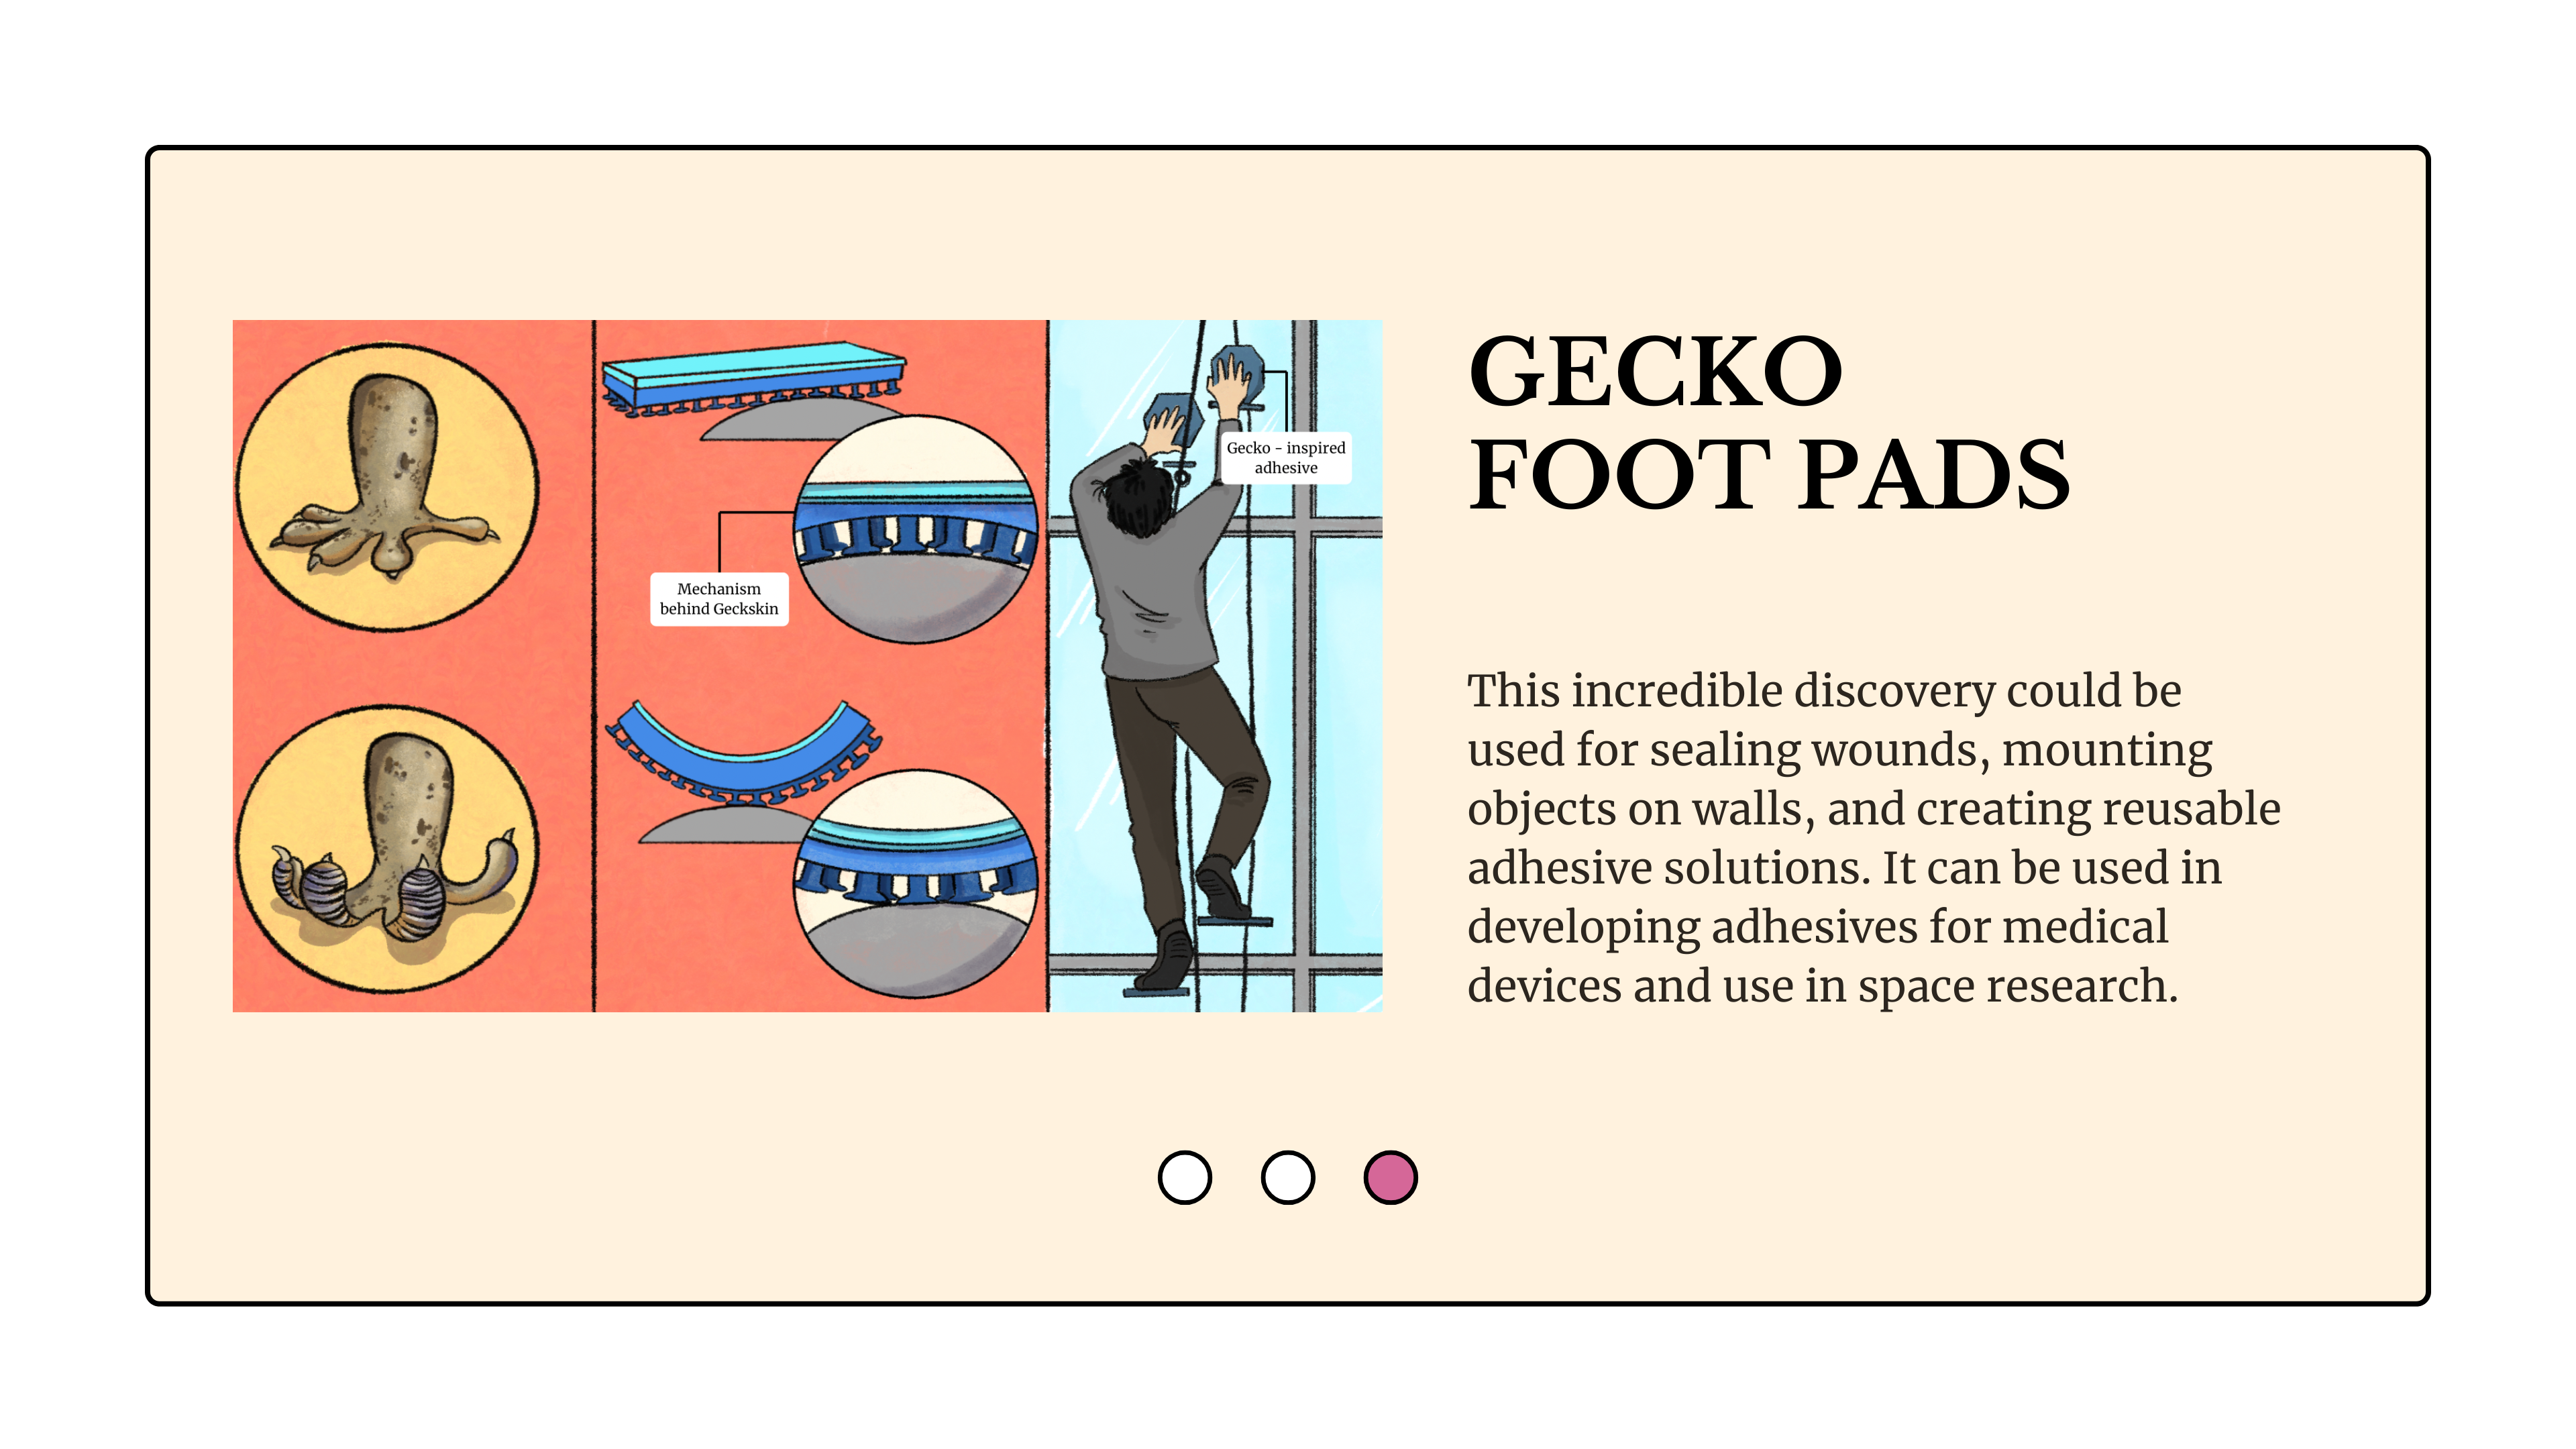 GECKO
FOOT PADS
Gecko - inspired
adhesive
Mechanism
behind Geckskin
This incredible discovery could be
used for sealing wounds, mounting
objects on walls, and creating reusable
adhesive solutions. It can be used in
developing adhesives for medical
devices and use in space research.